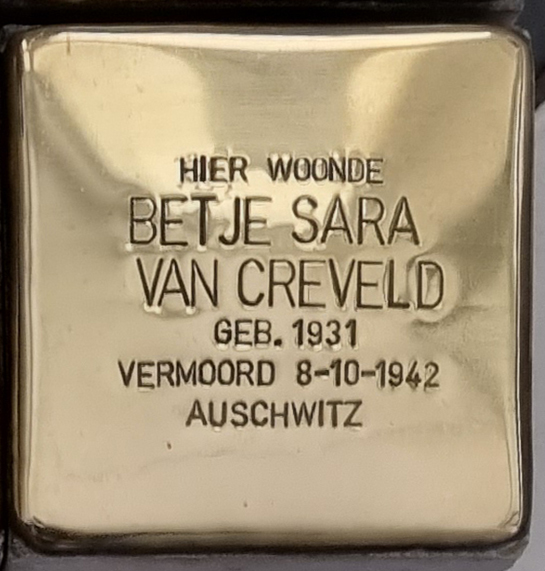 HIER WOONDE
BETJE SARA
VAN CREVELD
GEB. 1931
VERMOORD 8-10-1942
AUSCHWITZ